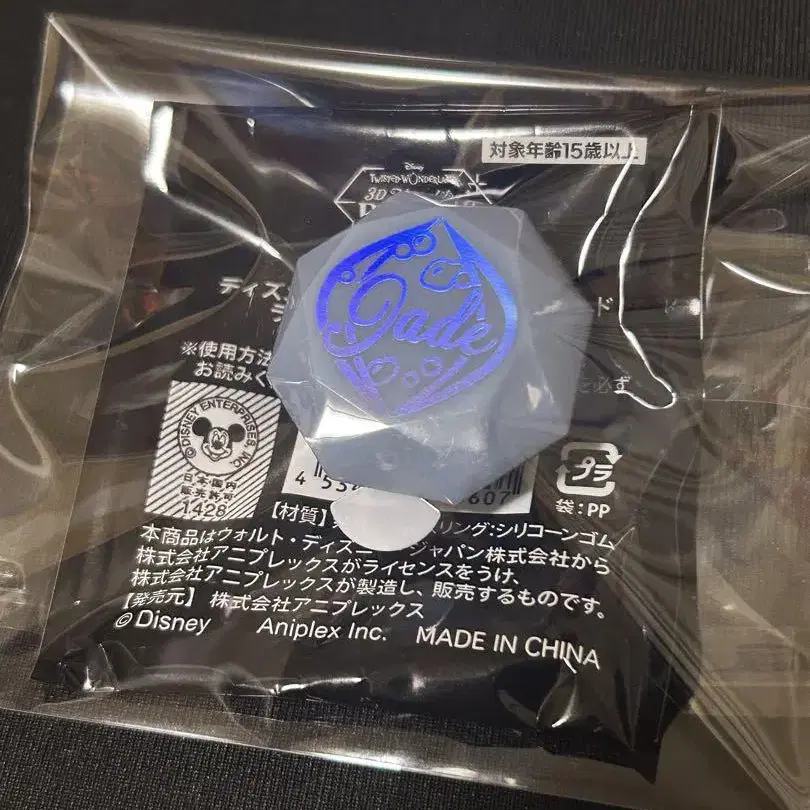 対象年齢15歳以上
Disney
TWISTED-WONDERLAND
3D
Jade
ディズ
ド
ラ
※使用方法
お読みく
必ず
©DISNEY ENTERPRISES, INC.
日本国内
販売許可
1428
4 53 607
プラ
袋:PP
【材質】 リング:シリコーンゴム
本商品はウォルト・ディズニー・ジャパン株式会社から
株式会社アニプレックスがライセンスをうけ、
株式会社アニプレックスが製造し、販売するものです。
【発売元】 株式会社アニプレックス
©Disney Aniplex Inc. MADE IN CHINA